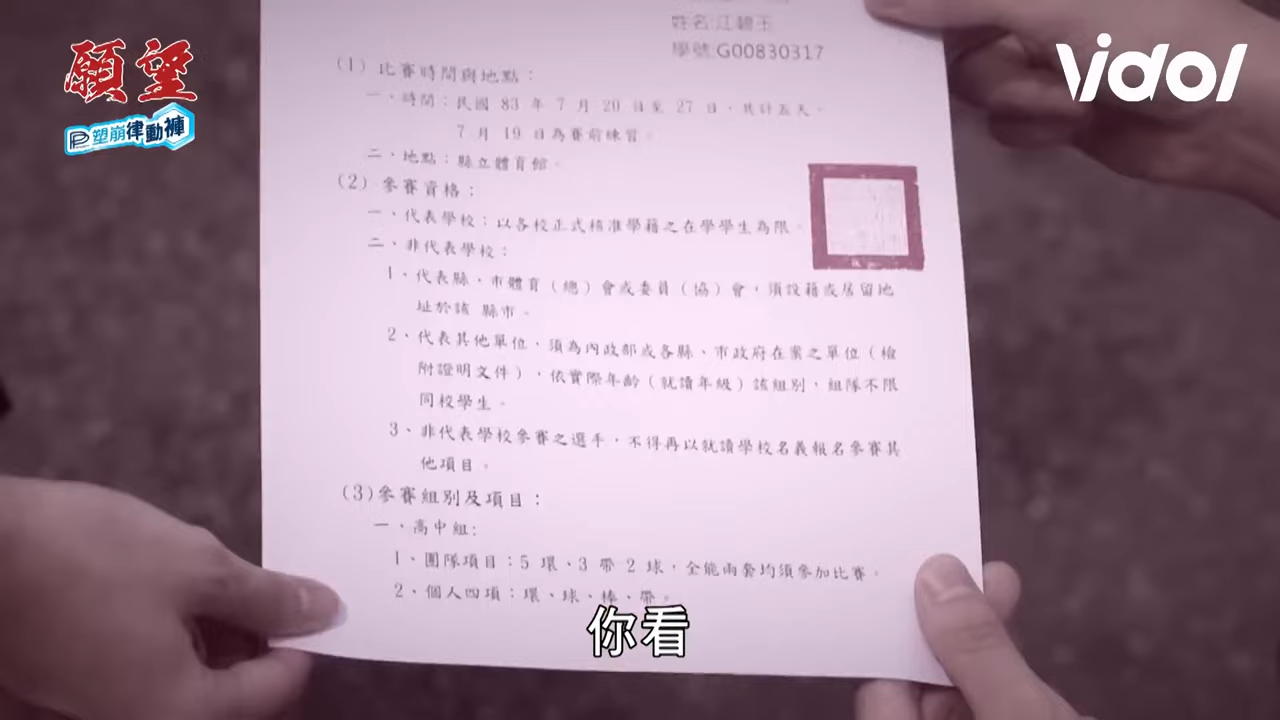 願望
塑崩律動褲
Vidol
姓名:江碧玉
學號:G00830317
(1) 比賽時間與地點：
一、時間：民國 83 年 7 月 20 日至 27 日，共計五天。
7 月 19 日為賽前練習。
二、地點：縣立體育館。
(2) 參賽資格：
一、代表學校：以各校正式核准學籍之在學學生為限。
二、非代表學校：
1、代表縣、市體育（總）會或委員（協）會，須設籍或居留地
址於該 縣市。
2、代表其他單位，須為內政部或各縣、市政府在案之單位（檢
附證明文件），依實際年齡（就讀年級）該組別，組隊不限
同校學生。
3、非代表學校參賽之選手，不得再以就讀學校名義報名參賽其
他項目。
(3)參賽組別及項目：
一、高中組:
1、團隊項目：5 環、3 帶 2 球，全能兩套均須參加比賽。
2、個人四項：環、球、棒、帶。
你看